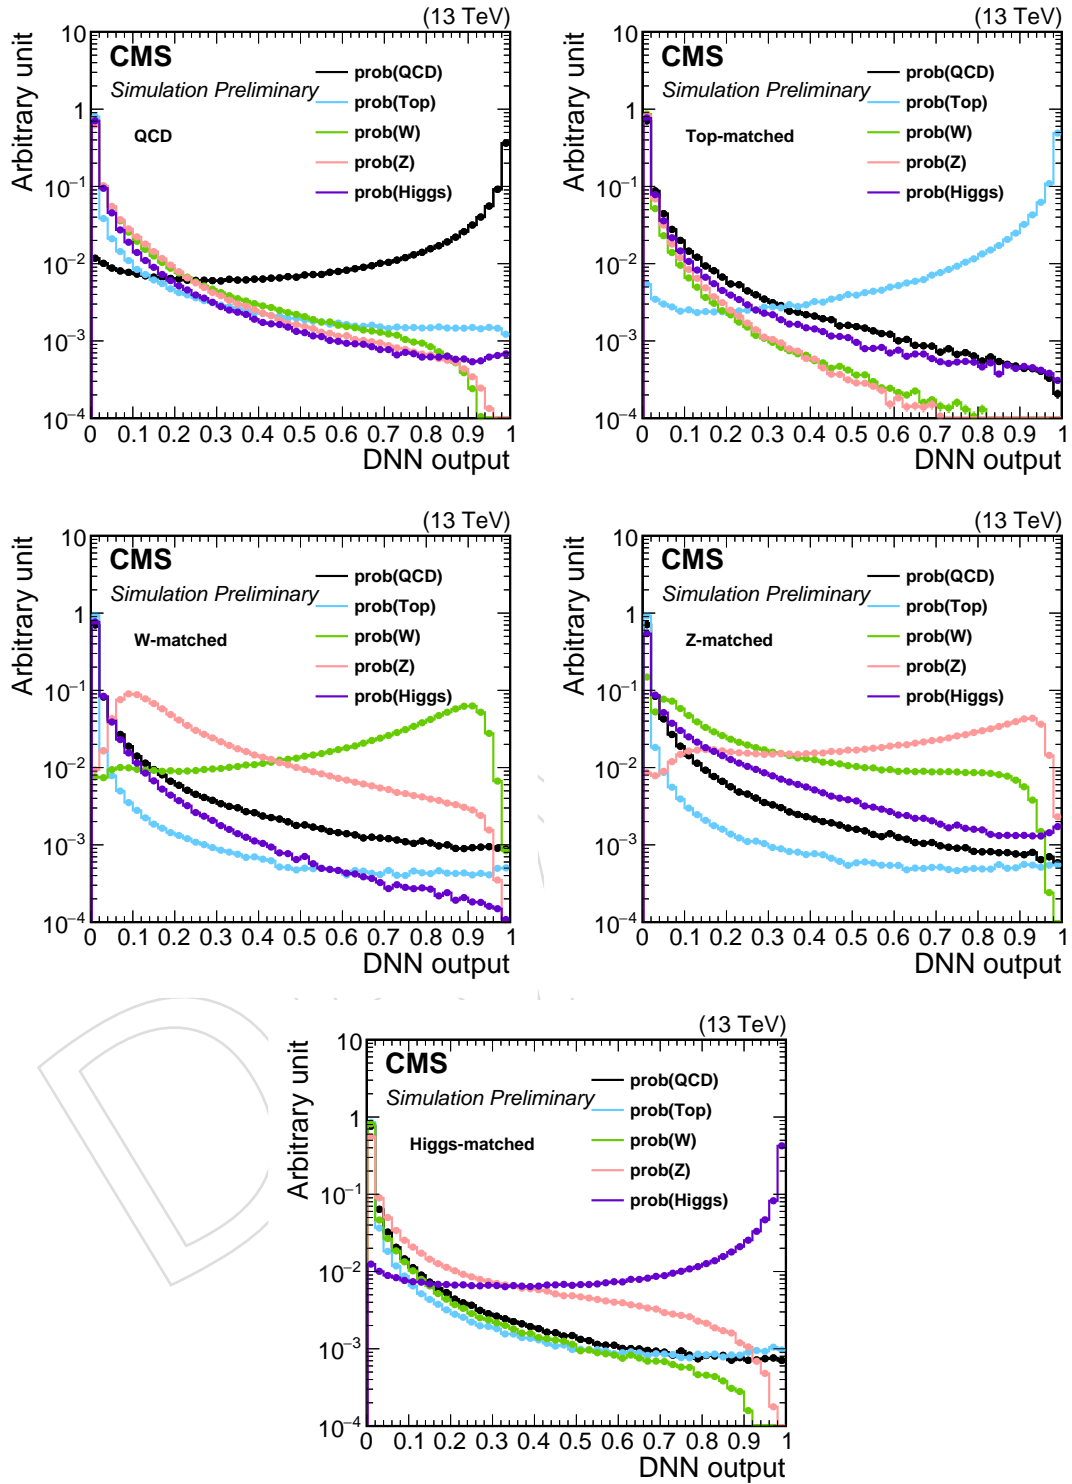 (13 TeV)
Arbitrary unit
10
1
10−1
10−2
10−3
10−4
CMS
Simulation Preliminary
QCD
prob(QCD)
prob(Top)
prob(W)
prob(Z)
prob(Higgs)
0 0.1 0.2 0.3 0.4 0.5 0.6 0.7 0.8 0.9 1
DNN output
(13 TeV)
Arbitrary unit
10
1
10−1
10−2
10−3
10−4
CMS
Simulation Preliminary
Top-matched
prob(QCD)
prob(Top)
prob(W)
prob(Z)
prob(Higgs)
0 0.1 0.2 0.3 0.4 0.5 0.6 0.7 0.8 0.9 1
DNN output
(13 TeV)
Arbitrary unit
10
1
10−1
10−2
10−3
10−4
CMS
Simulation Preliminary
W-matched
prob(QCD)
prob(Top)
prob(W)
prob(Z)
prob(Higgs)
0 0.1 0.2 0.3 0.4 0.5 0.6 0.7 0.8 0.9 1
DNN output
(13 TeV)
Arbitrary unit
10
1
10−1
10−2
10−3
10−4
CMS
Simulation Preliminary
Z-matched
prob(QCD)
prob(Top)
prob(W)
prob(Z)
prob(Higgs)
0 0.1 0.2 0.3 0.4 0.5 0.6 0.7 0.8 0.9 1
DNN output
(13 TeV)
Arbitrary unit
10
1
10−1
10−2
10−3
10−4
CMS
Simulation Preliminary
Higgs-matched
prob(QCD)
prob(Top)
prob(W)
prob(Z)
prob(Higgs)
0 0.1 0.2 0.3 0.4 0.5 0.6 0.7 0.8 0.9 1
DNN output